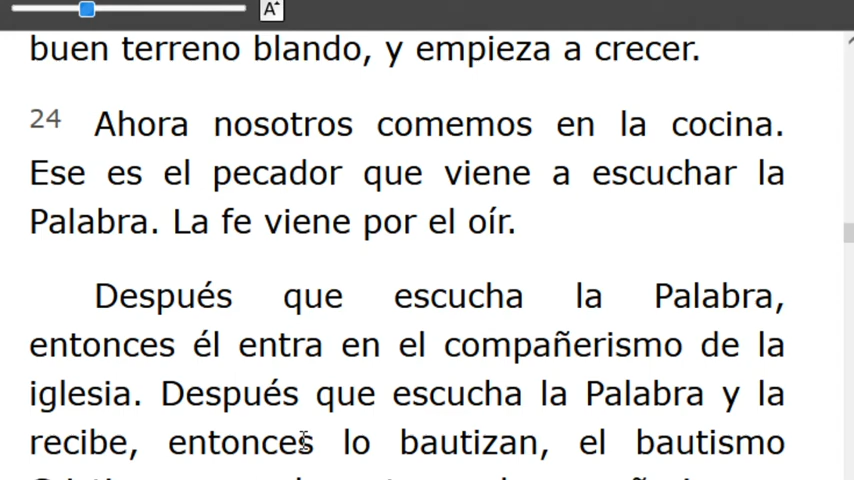 A
buen terreno blando, y empieza a crecer.
24 Ahora nosotros comemos en la cocina.
Ese es el pecador que viene a escuchar la
Palabra. La fe viene por el oír.
Después que escucha la Palabra,
entonces él entra en el compañerismo de la
iglesia. Después que escucha la Palabra y la
recibe, entonces lo bautizan, el bautismo